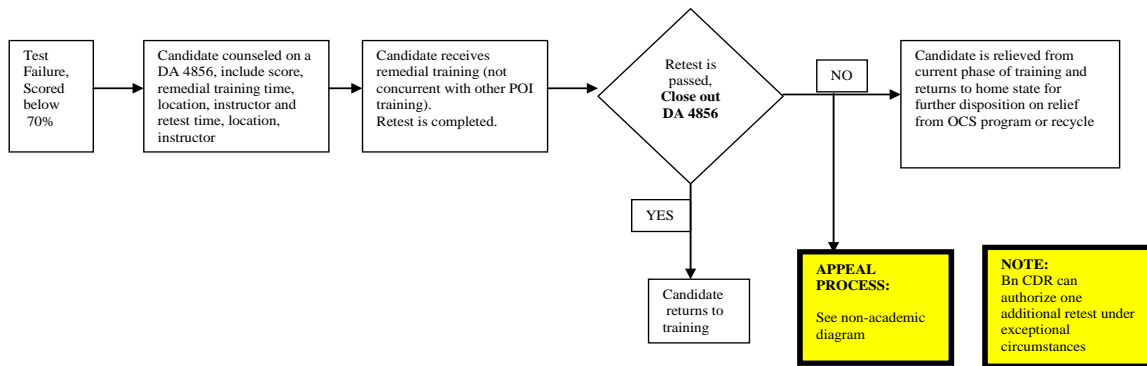 Test
Failure,
Scored
below
70%
Candidate counseled on a
DA 4856, include score,
remedial training time,
location, instructor and
retest time, location,
instructor
Candidate receives
remedial training (not
concurrent with other POI
training).
Retest is completed.
Retest is
passed,
Close out
DA 4856
NO
Candidate is relieved from
current phase of training and
returns to home state for
further disposition on relief
from OCS program or recycle
YES
Candidate
returns to
training
APPEAL
PROCESS:
See non-academic
diagram
NOTE:
Bn CDR can
authorize one
additional retest under
exceptional
circumstances